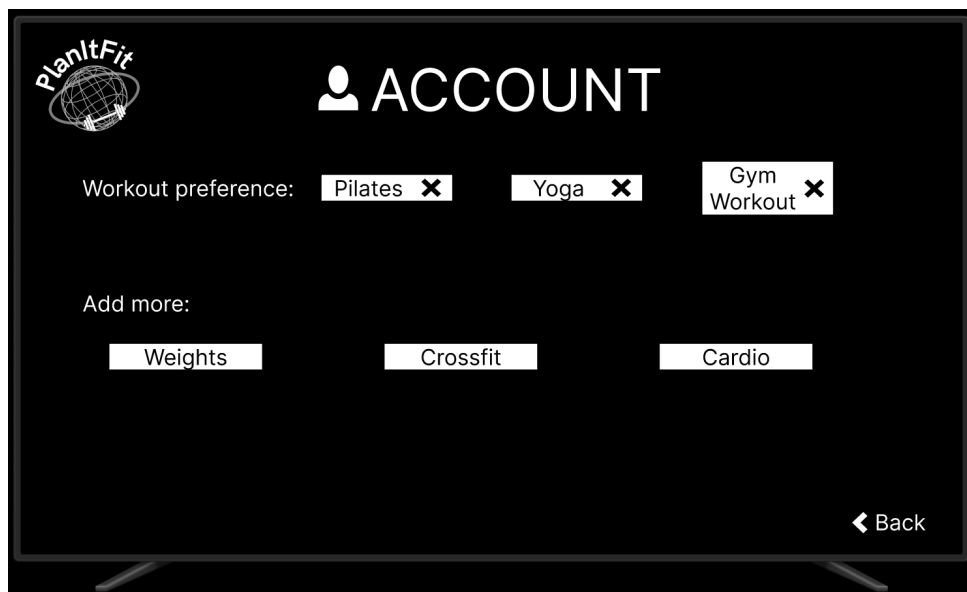 PlanItFit
ACCOUNT
Workout preference: Pilates Yoga Gym Workout
Add more:
Weights Crossfit Cardio
Back